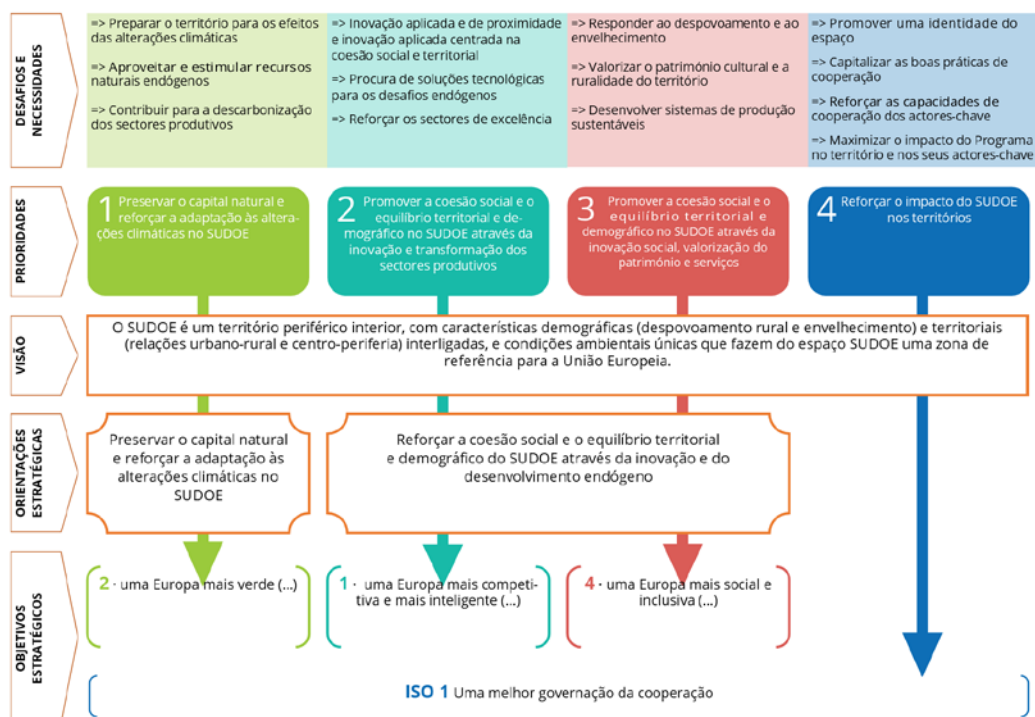 DESAFIOS E
NECESSIDADES
=> Preparar o território para os efeitos
das alterações climáticas
=> Aproveitar e estimular recursos
naturais endógenos
=> Contribuir para a descarbonização
dos sectores produtivos
=> Inovação aplicada e de proximidade
e inovação aplicada centrada na
coesão social e territorial
=> Procura de soluções tecnológicas
para os desafios endógenos
=> Reforçar os sectores de excelência
=> Responder ao despovoamento e ao
envelhecimento
=> Valorizar o património cultural e a
ruralidade do território
=> Desenvolver sistemas de produção
sustentáveis
=> Promover uma identidade do
espaço
=> Capitalizar as boas práticas de
cooperação
=> Reforçar as capacidades de
cooperação dos actores-chave
=> Maximizar o impacto do Programa
no território e nos seus actores-chave
PRIORIDADES
1 Preservar o capital natural e
reforçar a adaptação às altera-
ções climáticas no SUDOE
2 Promover a coesão social e o
equilíbrio territorial e de-
mográfico no SUDOE através da
inovação e transformação dos
sectores produtivos
3 Promover a coesão social e o
equilíbrio territorial e
demográfico no SUDOE através da
inovação social, valorização do
património e serviços
4 Reforçar o impacto do SUDOE
nos territórios
VISÃO
O SUDOE é um território periférico interior, com características demográficas (despovoamento rural e envelhecimento) e territoriais
(relações urbano-rural e centro-periferia) interligadas, e condições ambientais únicas que fazem do espaço SUDOE uma zona de
referência para a União Europeia.
ORIENTAÇÕES
ESTRATÉGICAS
Preservar o capital natural
e reforçar a adaptação às
alterações climáticas no
SUDOE
Reforçar a coesão social e o equilíbrio territorial
e demográfico do SUDOE através da inovação e do
desenvolvimento endógeno
OBJETIVOS
ESTRATÉGICOS
2 · uma Europa mais verde (...)
1 · uma Europa mais competi-
tiva e mais inteligente (...)
4 · uma Europa mais social e
inclusiva (...)
ISO 1 Uma melhor governação da cooperação